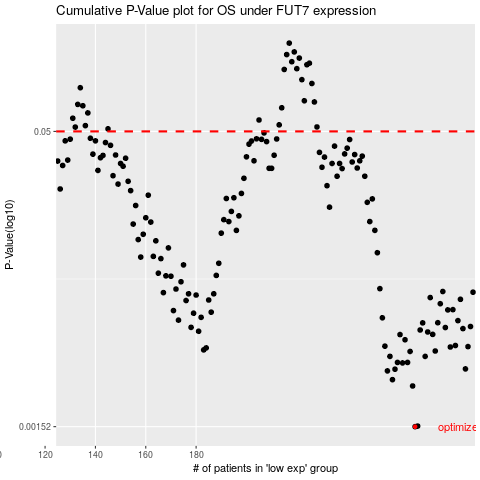 Cumulative P-Value plot for OS under FUT7 expression
P-Value(log10)
0.05
0.00152
optimize
0
120
140
160
180
# of patients in 'low exp' group